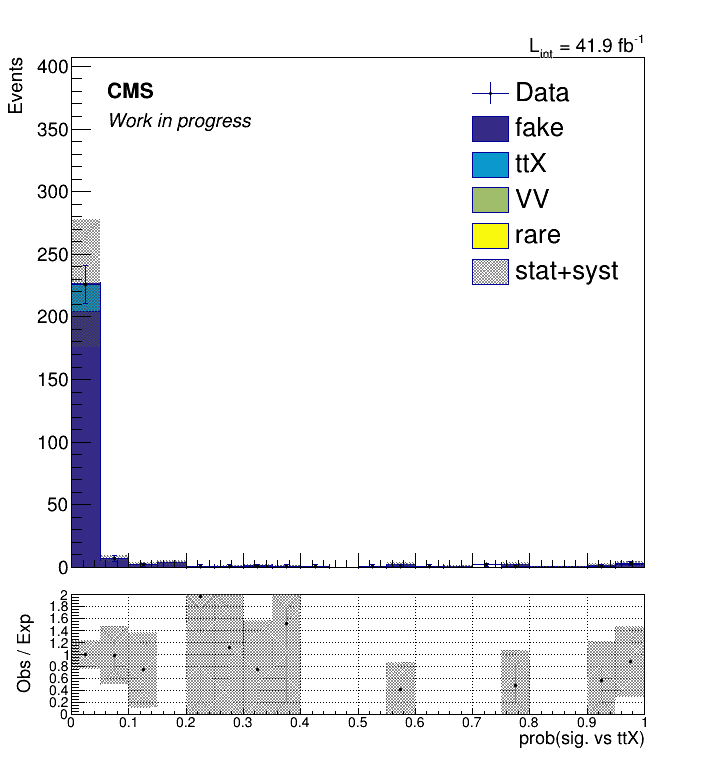 L_int = 41.9 fb^-1
Events
400
350
300
250
200
150
100
50
0
CMS
Work in progress
Data
fake
ttX
VV
rare
stat+syst
Obs / Exp
2
1.8
1.6
1.4
1.2
1
0.8
0.6
0.4
0.2
0
0 0.1 0.2 0.3 0.4 0.5 0.6 0.7 0.8 0.9 1
prob(sig. vs ttX)